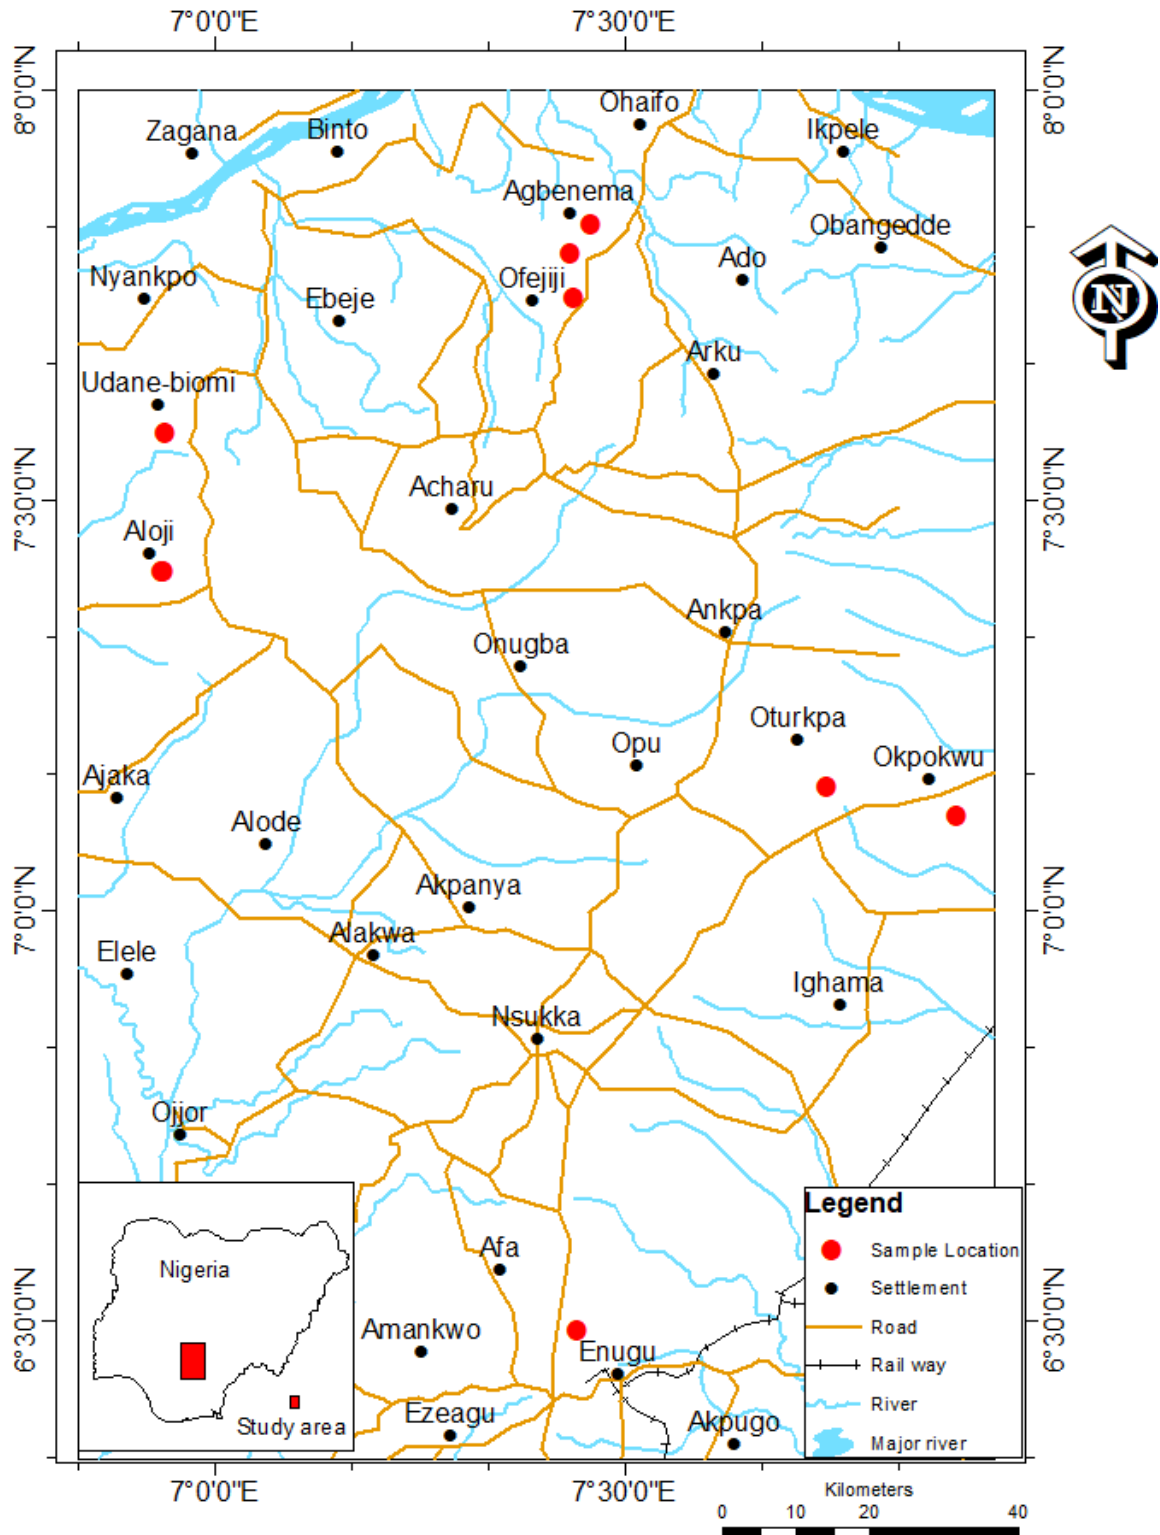 7°0'0"E
7°30'0"E
8°0'0"N
8°0'0"N
Ohaifo
Zagana
Binto
Ikpele
Agbenema
Obangedde
Ado
Nyankpo
Ofejiji
Ebeje
N
Arku
Udane-biomi
7°30'0"N
Acharu
7°30'0"N
Aloji
Ankpa
Onugba
Oturkpa
Opu
Okpokwu
Ajaka
Alode
Akpanya
7°0'0"N
7°0'0"N
Alakwa
Elele
Ighama
Nsukka
Ojjor
Legend
Sample Location
Settlement
Road
Rail way
River
Major river
Nigeria
Study area
Afa
6°30'0"N
6°30'0"N
Amankwo
Enugu
Ezeagu
Akpugo
7°0'0"E
7°30'0"E
Kilometers
0 10 20 40